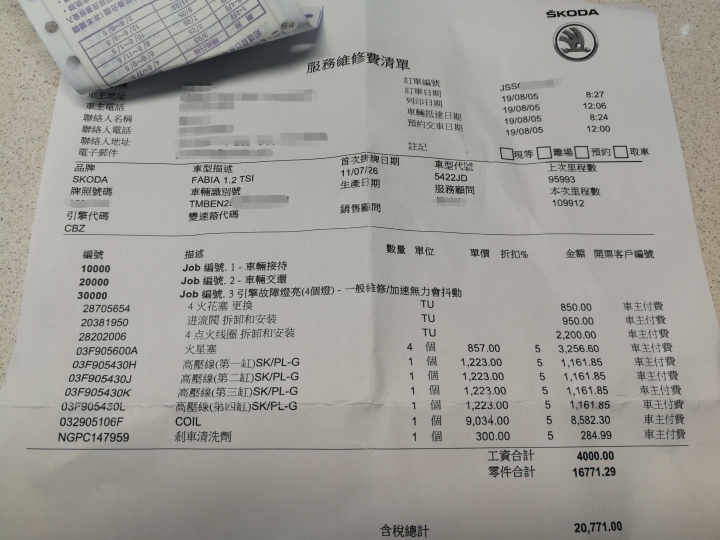 ŠKODA
服務維修費清單
車主地址
車主電話
聯絡人名稱
聯絡人電話
聯絡人地址
電子郵件
訂單編號 JSS
訂單日期 19/08/05 8:27
列印日期 19/08/05 12:06
車輛抵達日期 19/08/05 8:24
預約交車日期 19/08/05 12:00
註記 現等 離場 預約 取車
品牌 車型描述 首次掛牌日期 車型代號 上次里程數
SKODA FABIA 1.2 TSI 11/07/26 5422JD 95993
牌照號碼 車輛識別號 生產日期 服務顧問 本次里程數
TMBEN25 109912
引擎代碼 變速箱代碼 銷售顧問
CBZ
編號 描述 數量 單位 單價 折扣% 金額 開票客戶編號
10000 Job 編號. 1 - 車輛接待
20000 Job 編號. 2 - 車輛交還
30000 Job 編號. 3 引擎故障燈亮(4個燈) - 一般維修/加速無力會抖動
28705654 4 火花塞 更換 TU 850.00 車主付費
20381950 进流閥 拆卸和安装 TU 950.00 車主付費
28202006 4 点火线圈 拆卸和安装 TU 2,200.00 車主付費
03F905600A 火星塞 4 個 857.00 5 3,256.60 車主付費
03F905430H 高壓線(第一缸)SK/PL-G 1 個 1,223.00 5 1,161.85 車主付費
03F905430J 高壓線(第二缸)SK/PL-G 1 個 1,223.00 5 1,161.85 車主付費
03F905430K 高壓線(第三缸)SK/PL-G 1 個 1,223.00 5 1,161.85 車主付費
03F905430L 高壓線(第四缸)SK/PL-G 1 個 1,223.00 5 1,161.85 車主付費
032905106F COIL 1 個 9,034.00 5 8,582.30 車主付費
NGPC147959 剎車清洗劑 1 個 300.00 5 284.99 車主付費
工資合計 4000.00
零件合計 16771.29
含稅總計 20,771.00